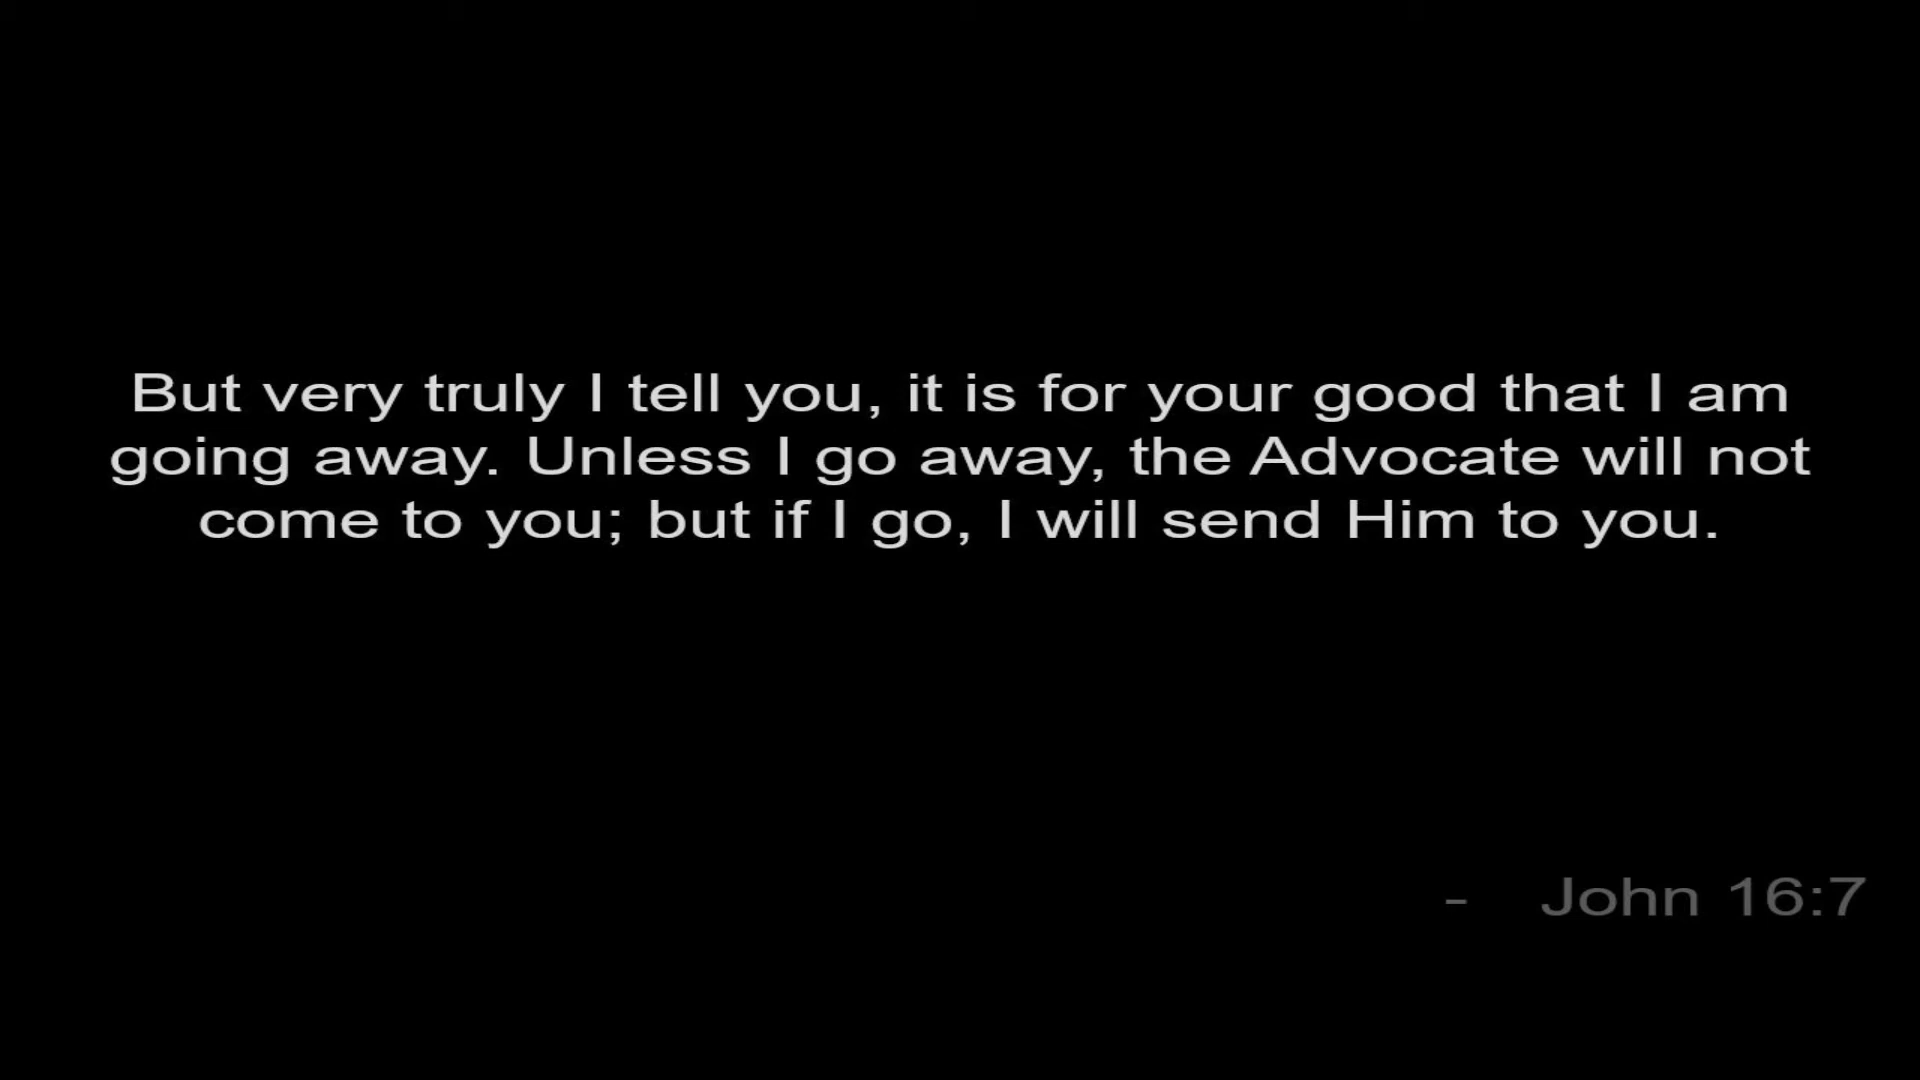 But very truly I tell you, it is for your good that I am
going away. Unless I go away, the Advocate will not
come to you; but if I go, I will send Him to you.
- John 16:7